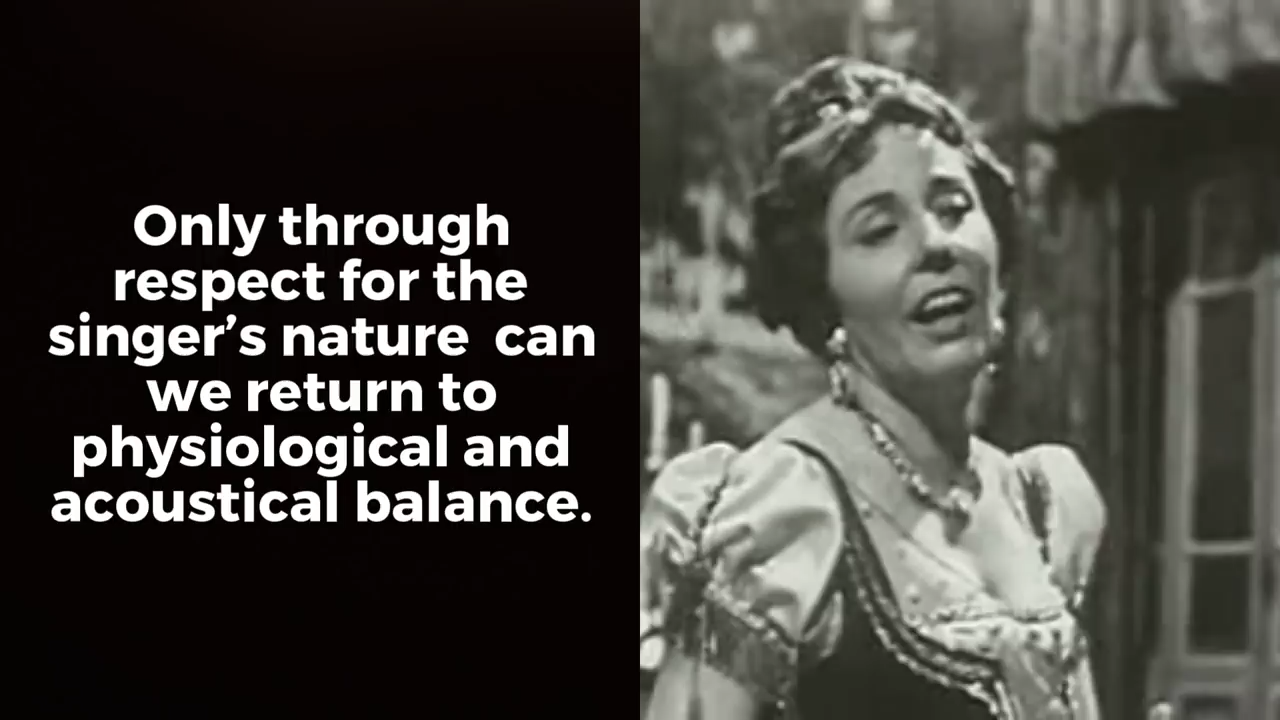 Only through
respect for the
singer’s nature  can
we return to
physiological and
acoustical balance.